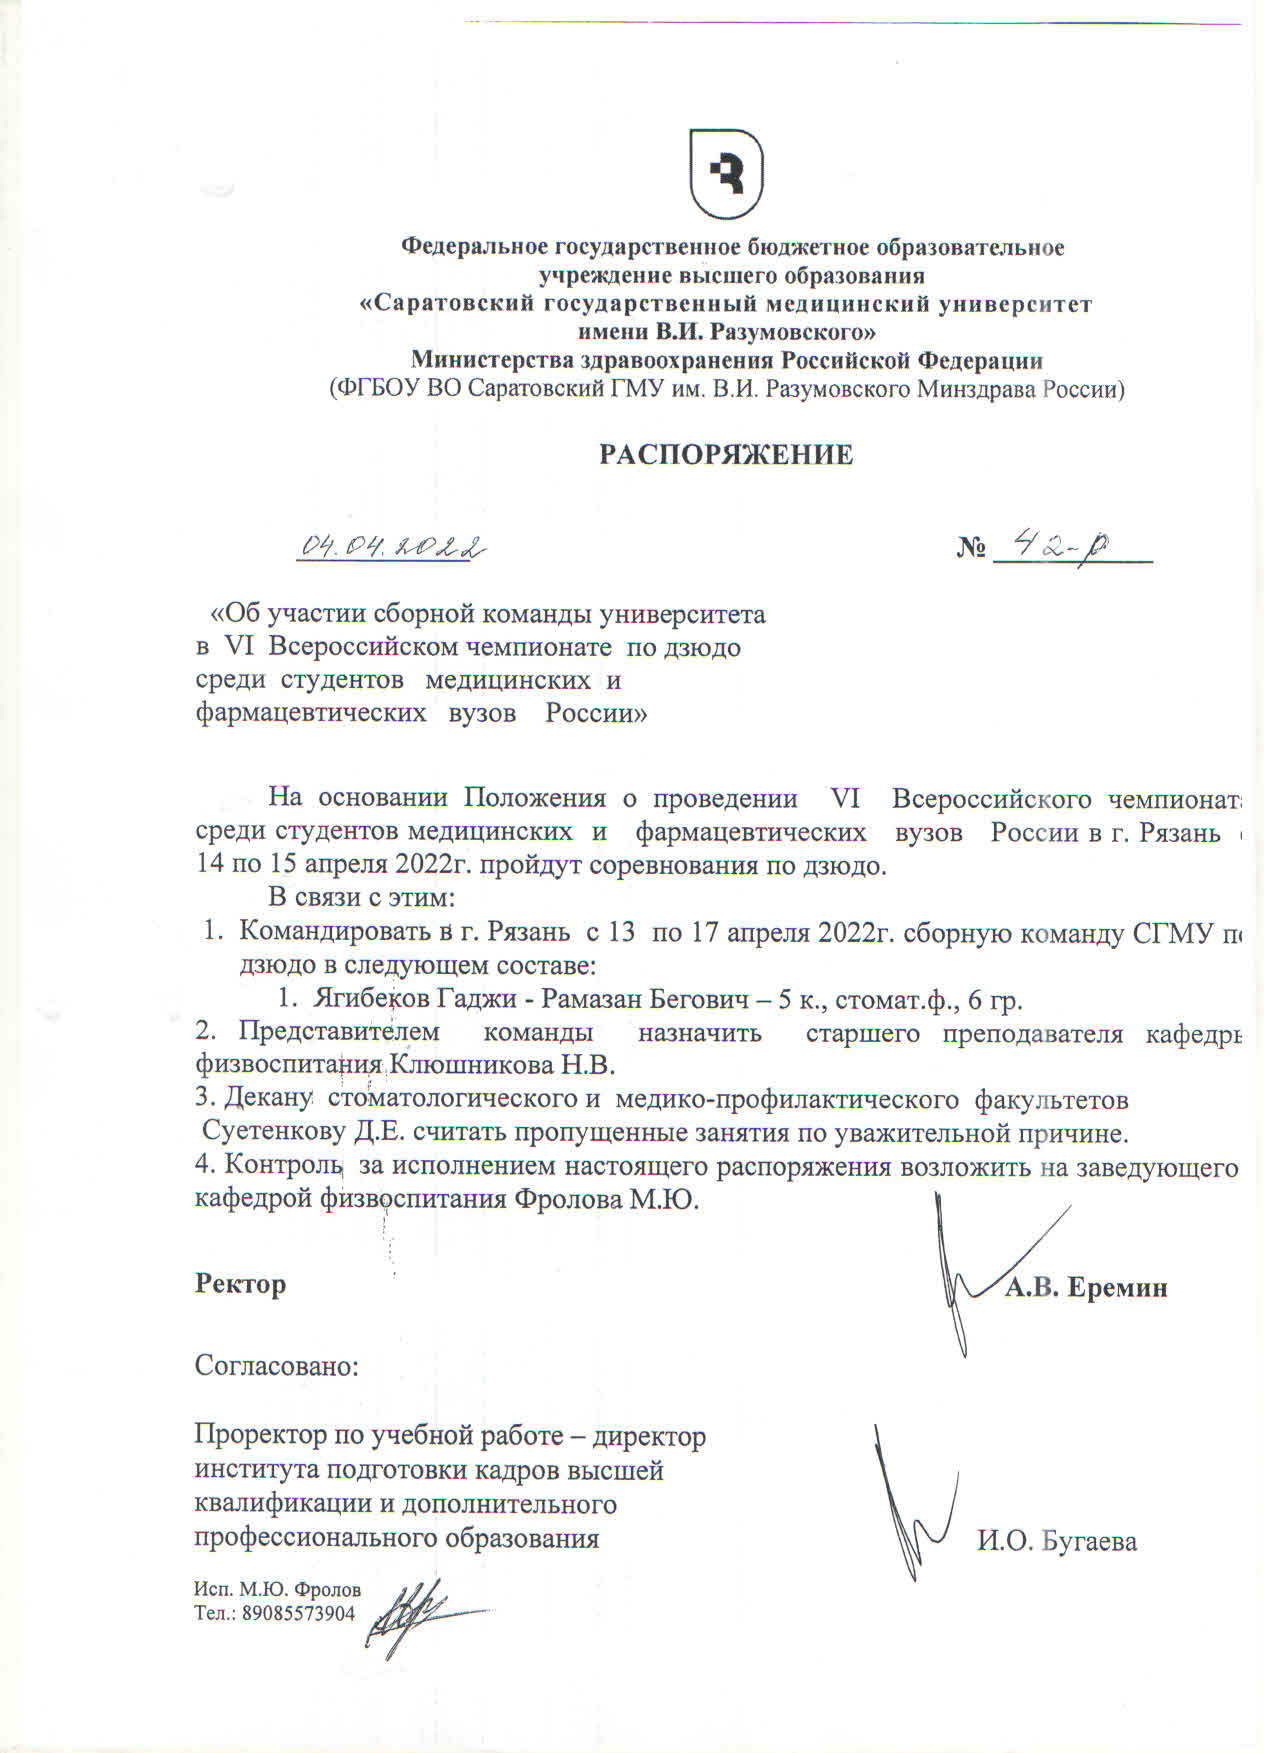 Федеральное государственное бюджетное образовательное
учреждение высшего образования
«Саратовский государственный медицинский университет
имени В.И. Разумовского»
Министерства здравоохранения Российской Федерации
(ФГБОУ ВО Саратовский ГМУ им. В.И. Разумовского Минздрава России)
РАСПОРЯЖЕНИЕ
04.04.2022 № 42-р
«Об участии сборной команды университета
в VI Всероссийском чемпионате по дзюдо
среди студентов медицинских и
фармацевтических вузов России»
На основании Положения о проведении VI Всероссийского чемпионат
среди студентов медицинских и фармацевтических вузов России в г. Рязань
14 по 15 апреля 2022г. пройдут соревнования по дзюдо.
В связи с этим:
1. Командировать в г. Рязань с 13 по 17 апреля 2022г. сборную команду СГМУ по
дзюдо в следующем составе:
1. Ягибеков Гаджи - Рамазан Бегович – 5 к., стомат.ф., 6 гр.
2. Представителем команды назначить старшего преподавателя кафедры
физвоспитания Клюшникова Н.В.
3. Декану стоматологического и медико-профилактического факультетов
Суетенкову Д.Е. считать пропущенные занятия по уважительной причине.
4. Контроль за исполнением настоящего распоряжения возложить на заведующего
кафедрой физвоспитания Фролова М.Ю.
Ректор А.В. Еремин
Согласовано:
Проректор по учебной работе – директор
института подготовки кадров высшей
квалификации и дополнительного
профессионального образования И.О. Бугаева
Исп. М.Ю. Фролов
Тел.: 89085573904